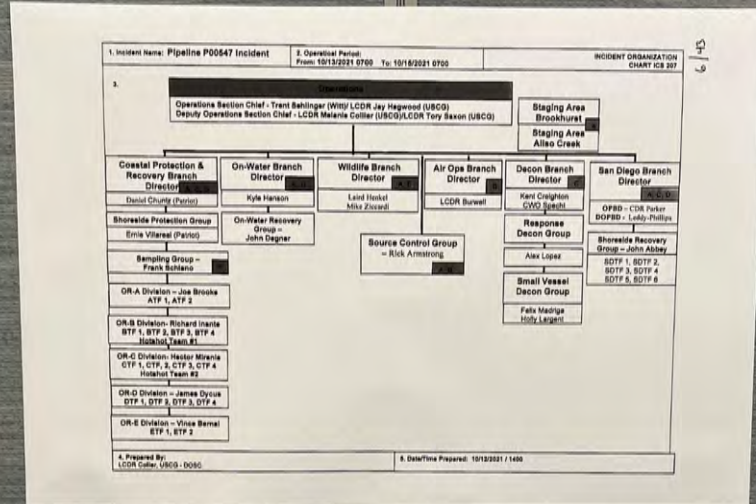 1. Incident Name: Pipeline P00547 Incident
2. Operational Period:
From: 10/13/2021 0700 To: 10/15/2021 0700
INCIDENT ORGANIZATION
CHART ICS 207
6/43
3.
Operations
Operations Section Chief - Trent Bahlinger (Witt)/ LCDR Jay Hagwood (USCG)
Deputy Operations Section Chief - LCDR Melanie Collier (USCG)/LCDR Tory Saxon (USCG)
Staging Area
Brookhurst
Staging Area
Aliso Creek
Coastal Protection &
Recovery Branch
Director
Daniel (Patriot)
Shoreside Protection Group
Ernie Villareal (Patriot)
Sampling Group -
Frank Schiano
OR-A Division - Joe Brooke
ATF 1, ATF 2
OR-B Division- Richard
BTF 1, BTF 2, BTF 3, BTF 4
Hotshot Team #1
OR-C Division- Hector
CTF 1, CTF, 2, CTF 3, CTF 4
Hotshot Team #2
OR-D Division - James
DTF 1, DTF 2, DTF 3, DTF 4
OR-E Division - Vince Bernal
ETF 1, ETF 2
On-Water Branch
Director
Kyle Hanson
On-Water Recovery
Group -
John Degner
Wildlife Branch
Director
Laird Henkel
Mike Ziccardi
Air Ops Branch
Director
LCDR Burwell
Source Control Group
- Rick Armstrong
Decon Branch
Director
Kent Creighton
CWO
Response
Decon Group
Alex Lopez
Small Vessel
Decon Group
Felix Madriga
Holly Largent
San Diego Branch
Director
A, C, D
OPBD - CDR Parker
DOPBD - Leddy-Phillips
Shoreside Recovery
Group - John Abbey
SDTF 1, SDTF 2,
SDTF 3, SDTF 4
SDTF 5, SDTF 6
4. Prepared By:
LCDR Collier, USCG - DOSC
5. Date/Time Prepared: 10/12/2021 / 1400